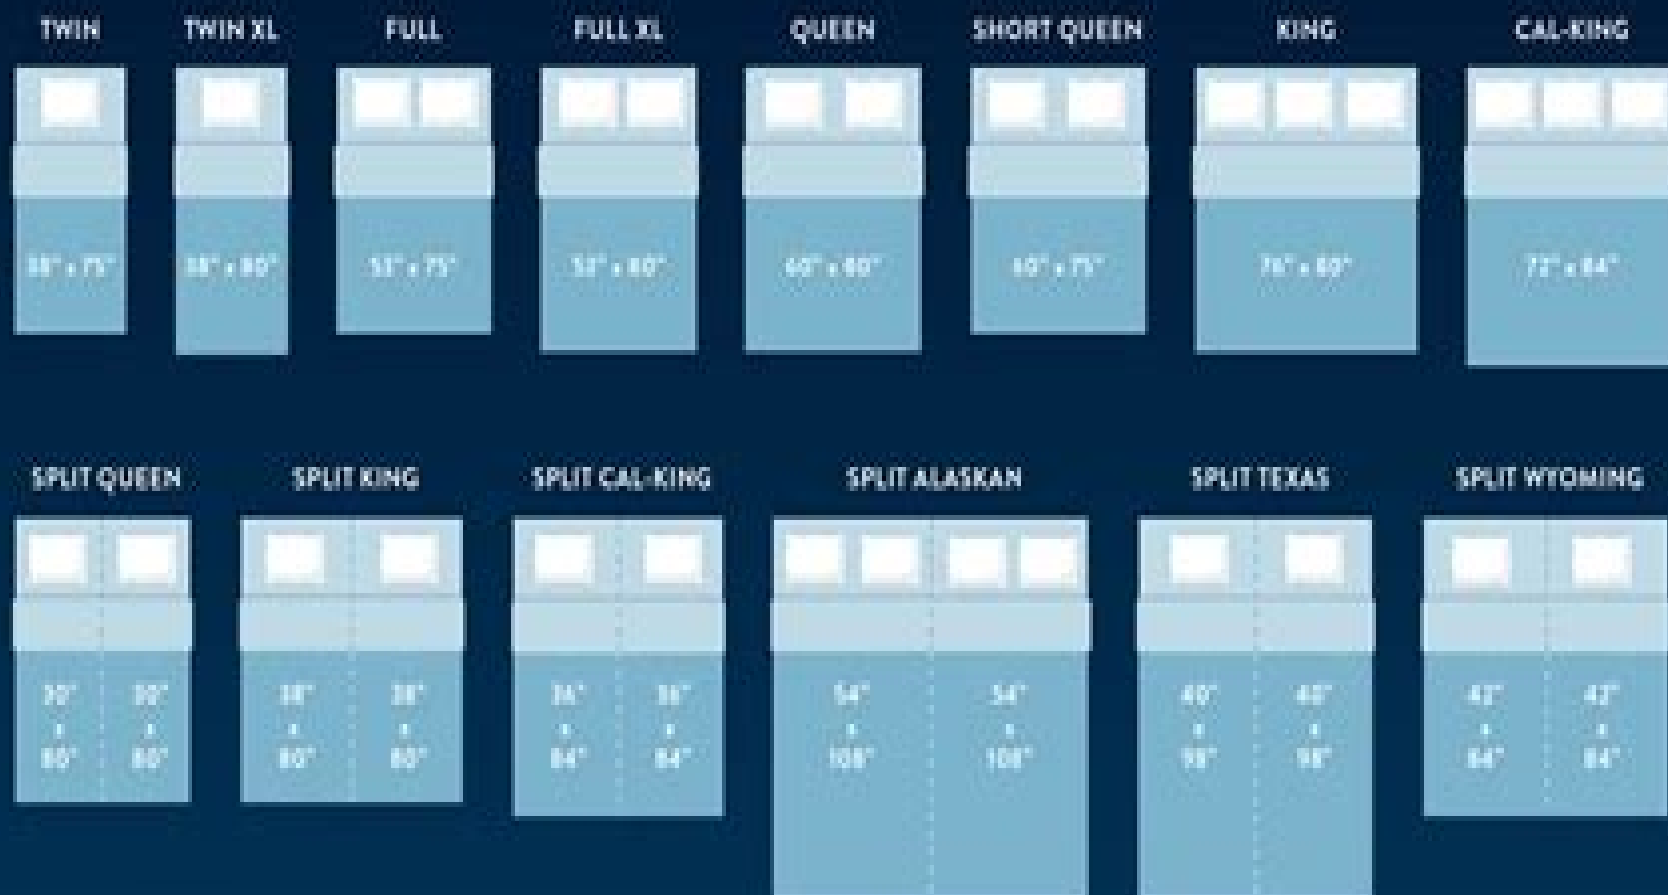 TWIN
TWIN XL
FULL
FULL XL
QUEEN
SHORT QUEEN
KING
CAL-KING
38" x 75"
38" x 80"
53" x 75"
53" x 80"
60" x 80"
60" x 75"
76" x 80"
72" x 84"
SPLIT QUEEN
SPLIT KING
SPLIT CAL-KING
SPLIT ALASKAN
SPLIT TEXAS
SPLIT WYOMING
30" 30"
x x
80" 80"
38" 38"
x x
80" 80"
36" 36"
x x
84" 84"
54" 54"
x x
108" 108"
40" 40"
x x
98" 98"
42" 42"
x x
84" 84"